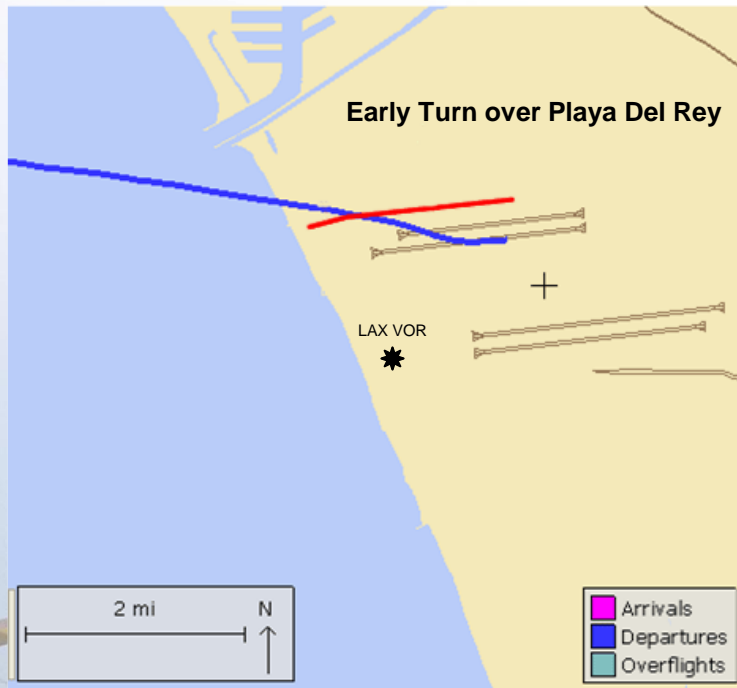 Early Turn over Playa Del Rey
LAX VOR
2 mi
N
Arrivals
Departures
Overflights